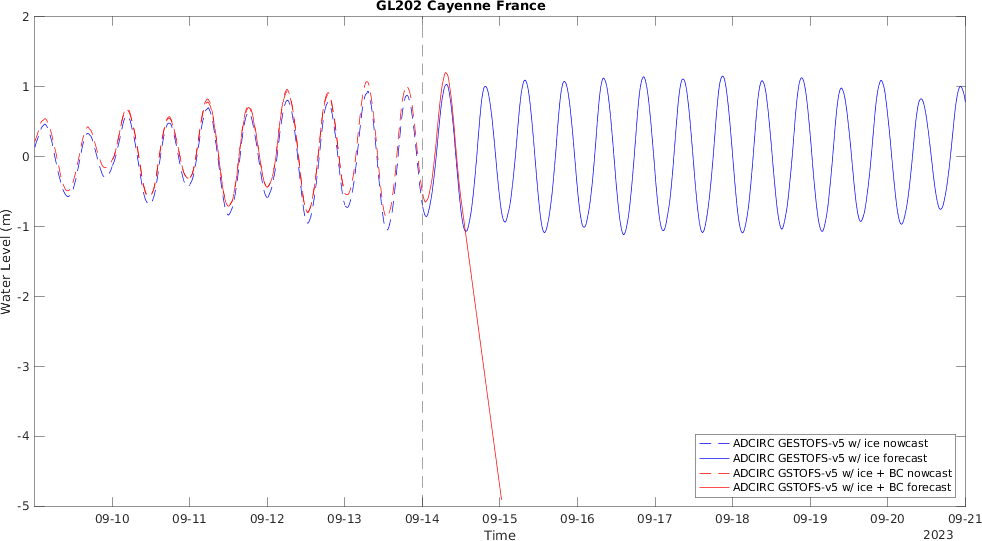 GL202 Cayenne France
2
1
0
-1
-2
-3
-4
-5
Water Level (m)
ADCIRC GESTOFS-v5 w/ ice nowcast
ADCIRC GESTOFS-v5 w/ ice forecast
ADCIRC GSTOFS-v5 w/ ice + BC nowcast
ADCIRC GSTOFS-v5 w/ ice + BC forecast
09-10 09-11 09-12 09-13 09-14 09-15 09-16 09-17 09-18 09-19 09-20 09-21
Time
2023